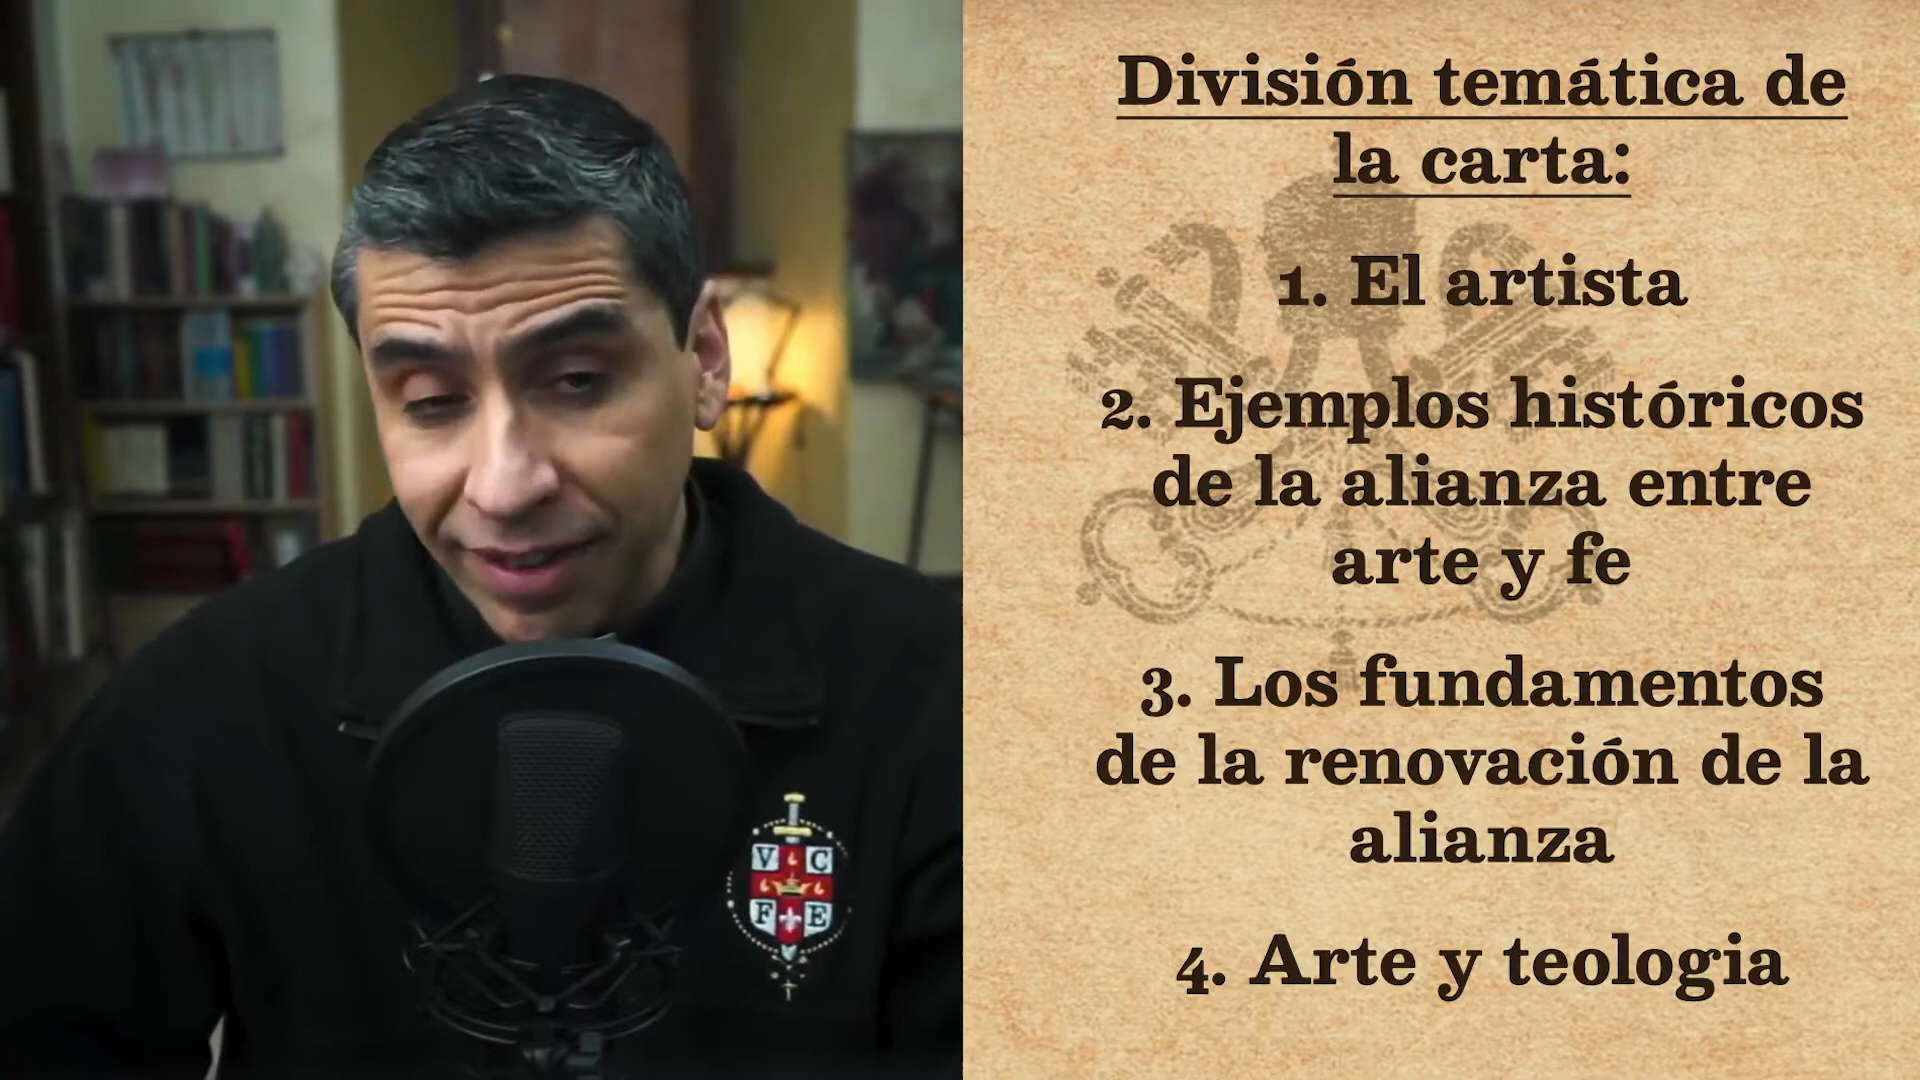 División temática de
la carta:
1. El artista
2. Ejemplos históricos
de la alianza entre
arte y fe
3. Los fundamentos
de la renovación de la
alianza
4. Arte y teologia
V C
F E